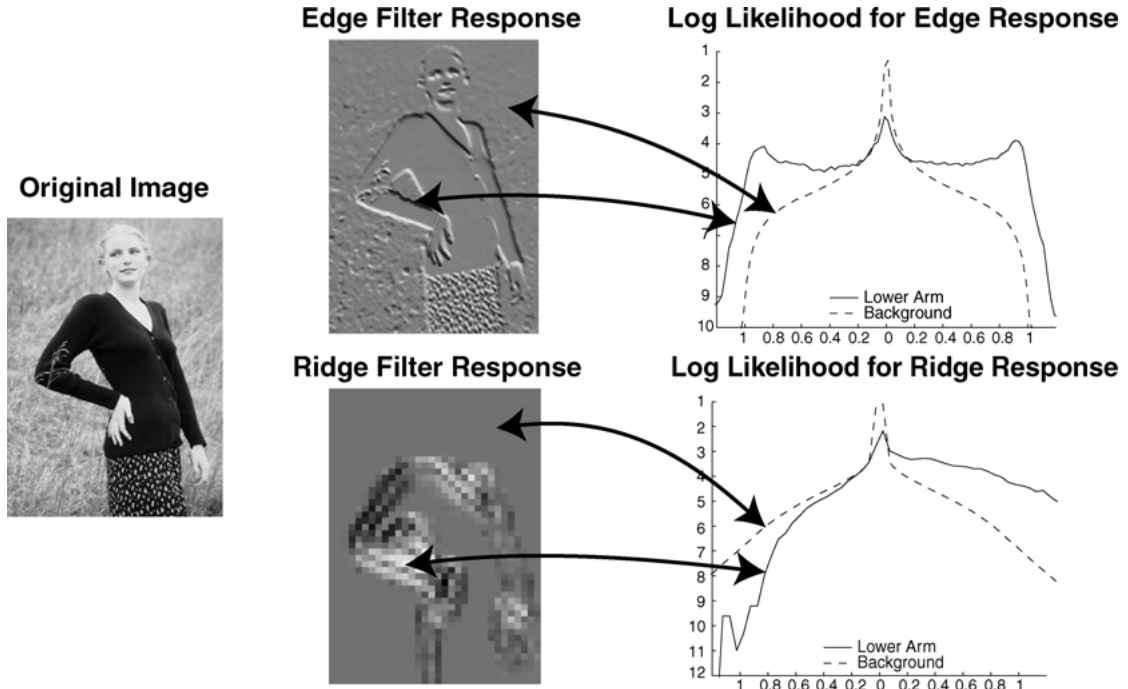 Edge Filter Response
Log Likelihood for Edge Response
Original Image
1
2
3
4
5
6
7
8
9
10
1 0.8 0.6 0.4 0.2 0 0.2 0.4 0.6 0.8 1
Lower Arm
Background
Ridge Filter Response
Log Likelihood for Ridge Response
1
2
3
4
5
6
7
8
9
10
11
12
1 0.8 0.6 0.4 0.2 0 0.2 0.4 0.6 0.8 1
Lower Arm
Background